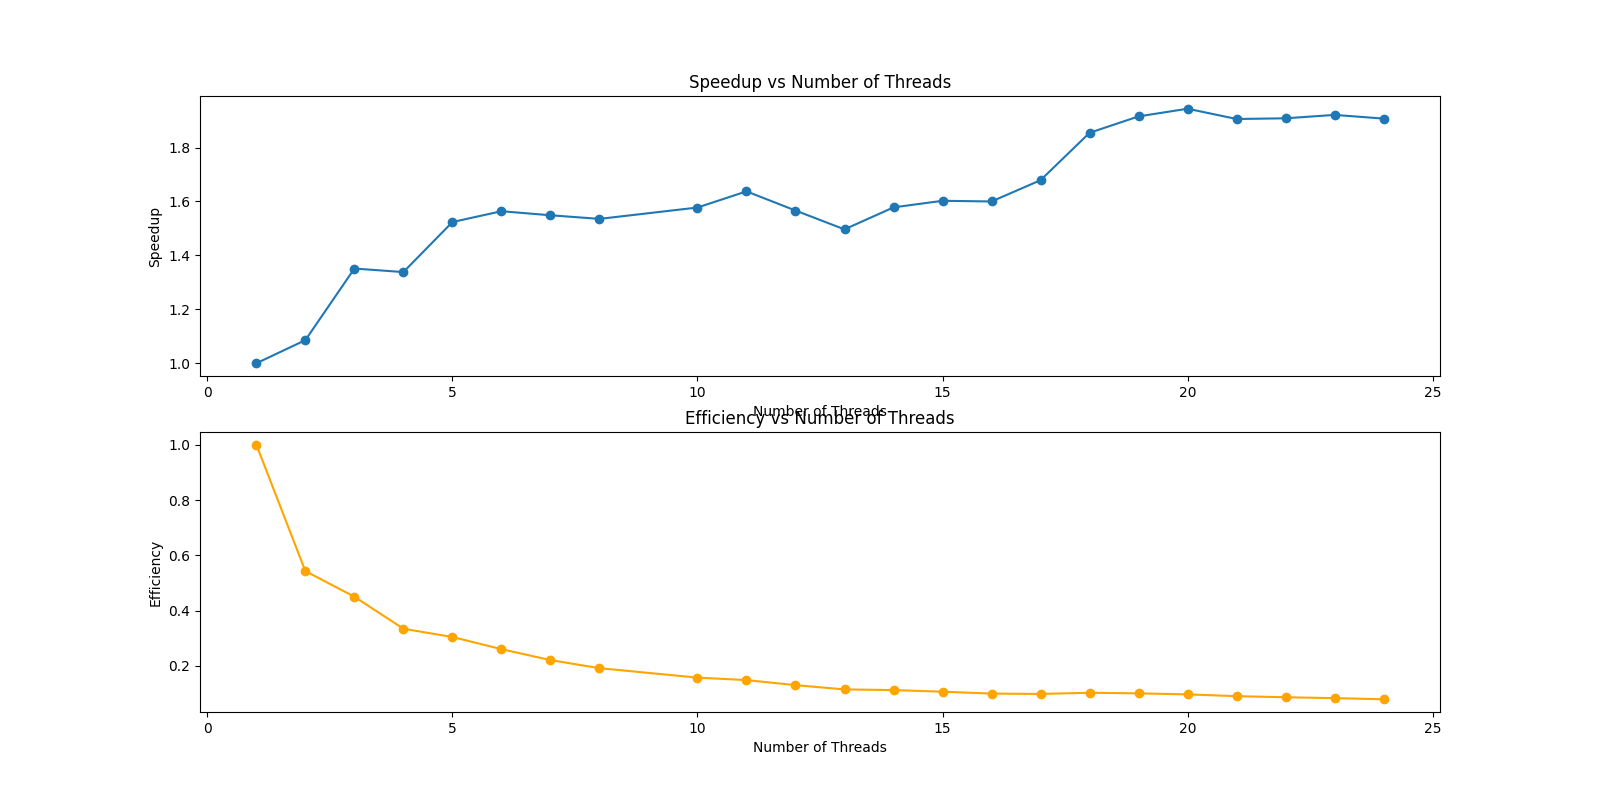 Speedup vs Number of Threads
Speedup
1.8
1.6
1.4
1.2
1.0
0 5 10 15 20 25
Number of Threads
Efficiency vs Number of Threads
Efficiency
1.0
0.8
0.6
0.4
0.2
0 5 10 15 20 25
Number of Threads